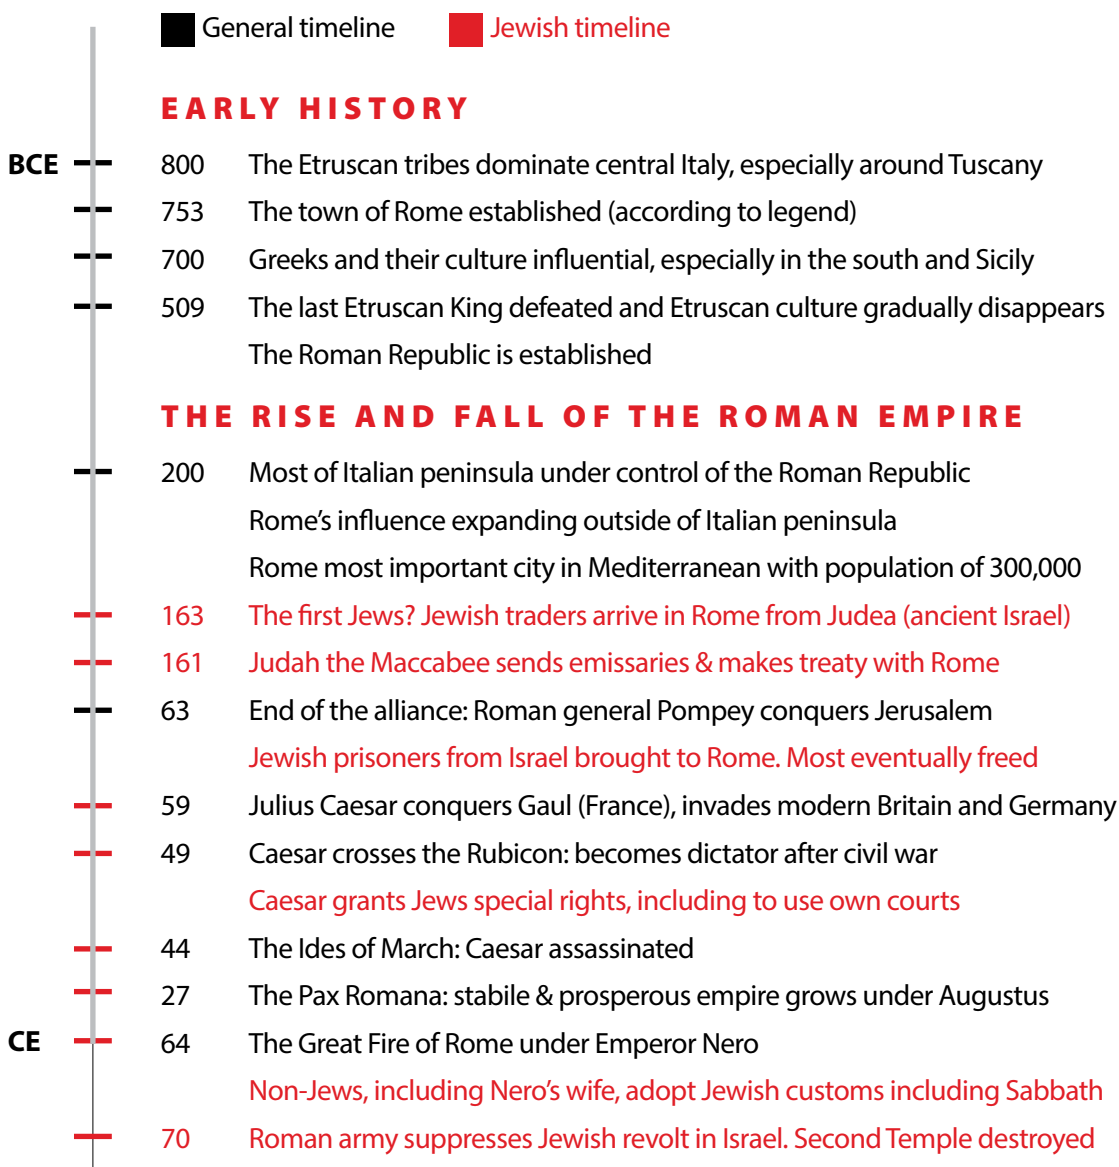 General timeline Jewish timeline
EARLY HISTORY
BCE 800 The Etruscan tribes dominate central Italy, especially around Tuscany
753 The town of Rome established (according to legend)
700 Greeks and their culture influential, especially in the south and Sicily
509 The last Etruscan King defeated and Etruscan culture gradually disappears
The Roman Republic is established
THE RISE AND FALL OF THE ROMAN EMPIRE
200 Most of Italian peninsula under control of the Roman Republic
Rome’s influence expanding outside of Italian peninsula
Rome most important city in Mediterranean with population of 300,000
163 The first Jews? Jewish traders arrive in Rome from Judea (ancient Israel)
161 Judah the Maccabee sends emissaries & makes treaty with Rome
63 End of the alliance: Roman general Pompey conquers Jerusalem
Jewish prisoners from Israel brought to Rome. Most eventually freed
59 Julius Caesar conquers Gaul (France), invades modern Britain and Germany
49 Caesar crosses the Rubicon: becomes dictator after civil war
Caesar grants Jews special rights, including to use own courts
44 The Ides of March: Caesar assassinated
27 The Pax Romana: stabile & prosperous empire grows under Augustus
CE 64 The Great Fire of Rome under Emperor Nero
Non-Jews, including Nero’s wife, adopt Jewish customs including Sabbath
70 Roman army suppresses Jewish revolt in Israel. Second Temple destroyed